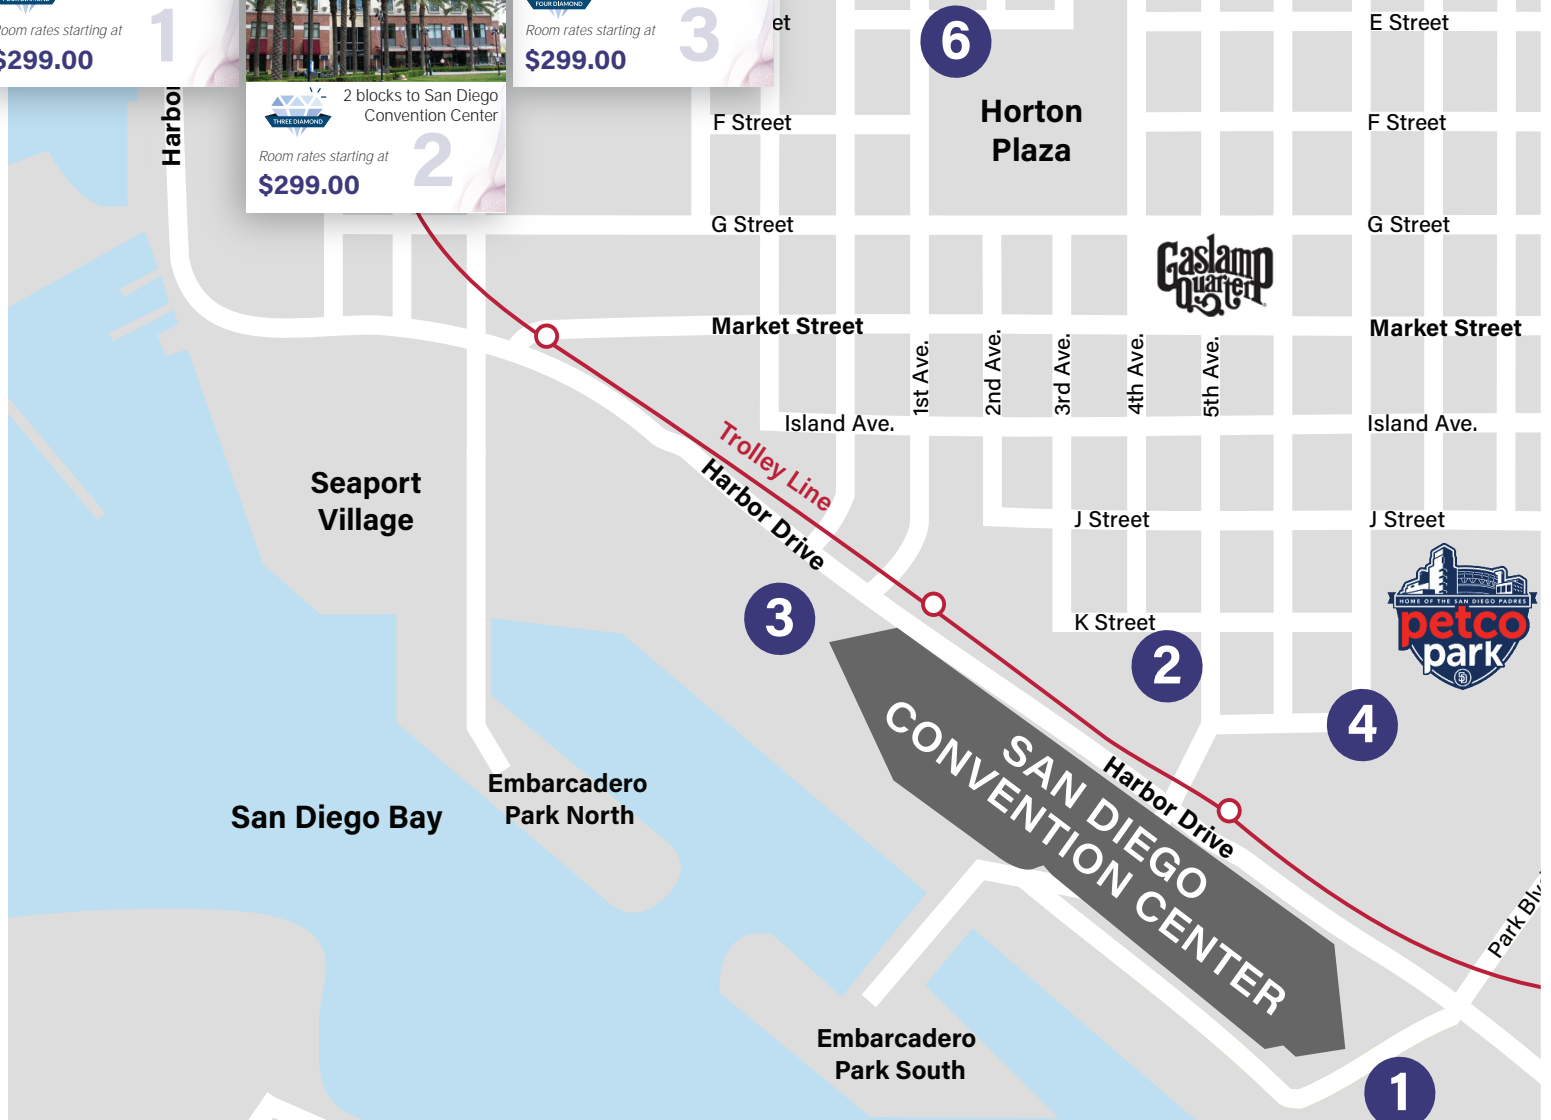 FOUR DIAMOND
Room rates starting at
$299.00
1
2 blocks to San Diego
Convention Center
THREE DIAMOND
Room rates starting at
$299.00
2
FOUR DIAMOND
Room rates starting at
$299.00
3
6
E Street
Horton
Plaza
F Street
F Street
G Street
G Street
Gaslamp
Quarter
Market Street
Market Street
1st Ave.
2nd Ave.
3rd Ave.
4th Ave.
5th Ave.
Island Ave.
Island Ave.
Trolley Line
Harbor Drive
Seaport
Village
J Street
J Street
HOME OF THE SAN DIEGO PADRES
petco
park
SD
3
K Street
2
4
SAN DIEGO
CONVENTION CENTER
Harbor Drive
Embarcadero
Park North
San Diego Bay
Park Blv
Embarcadero
Park South
1